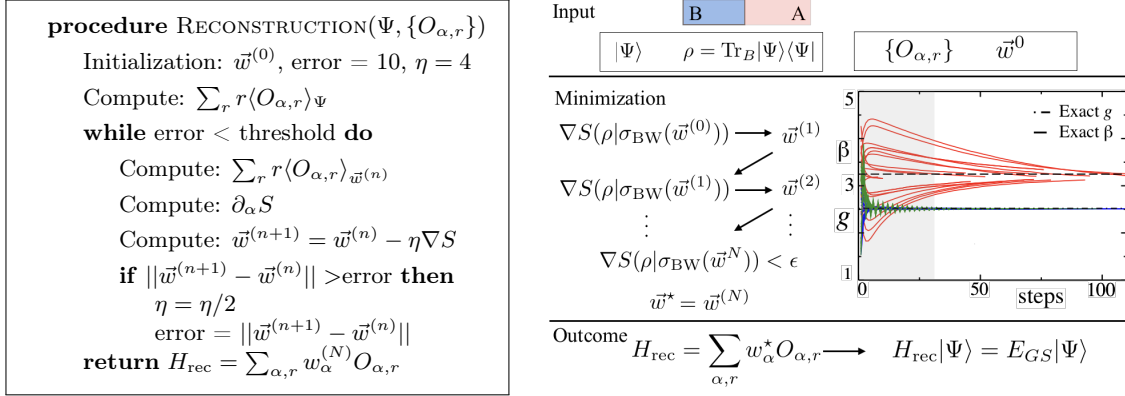 procedure RECONSTRUCTION(Ψ, {O_{α,r}})
Initialization: w⃗^{(0)}, error = 10, η = 4
Compute: ∑_r r⟨O_{α,r}⟩_Ψ
while error < threshold do
Compute: ∑_r r⟨O_{α,r}⟩_{w⃗^{(n)}}
Compute: ∂_α S
Compute: w⃗^{(n+1)} = w⃗^{(n)} − η∇S
if ||w⃗^{(n+1)} − w⃗^{(n)}|| >error then
η = η/2
error = ||w⃗^{(n+1)} − w⃗^{(n)}||
return H_rec = ∑_{α,r} w_α^{(N)} O_{α,r}
Input
B A
|Ψ⟩ ρ = Tr_B|Ψ⟩⟨Ψ|
{O_{α,r}} w⃗^0
Minimization
∇S(ρ|σ_BW(w⃗^{(0)})) → w⃗^{(1)}
∇S(ρ|σ_BW(w⃗^{(1)})) → w⃗^{(2)}
⋮ ⋮
∇S(ρ|σ_BW(w⃗^N)) < ϵ
w⃗^⋆ = w⃗^{(N)}
5
β
3
g
1
Exact g
Exact β
0 50 100
steps
Outcome
H_rec = ∑_{α,r} w_α^⋆ O_{α,r} → H_rec|Ψ⟩ = E_GS|Ψ⟩